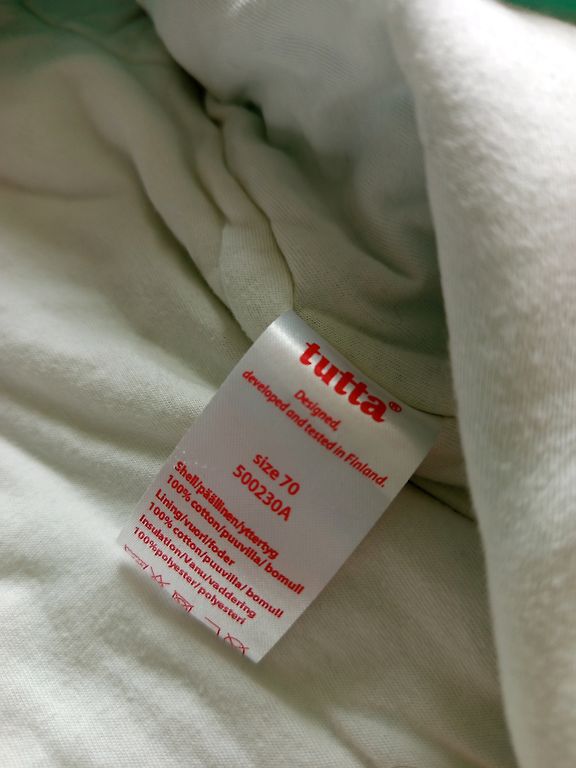 tutta®
Designed,
developed and tested in Finland.
size 70
500230A
Shell/päällinen/yttertyg
100% cotton/puuvilla/ bomull
Lining/vuori/foder
100% cotton/puuvilla/ bomull
Insulation/Vanu/vaddering
100%polyester/ polyesteri